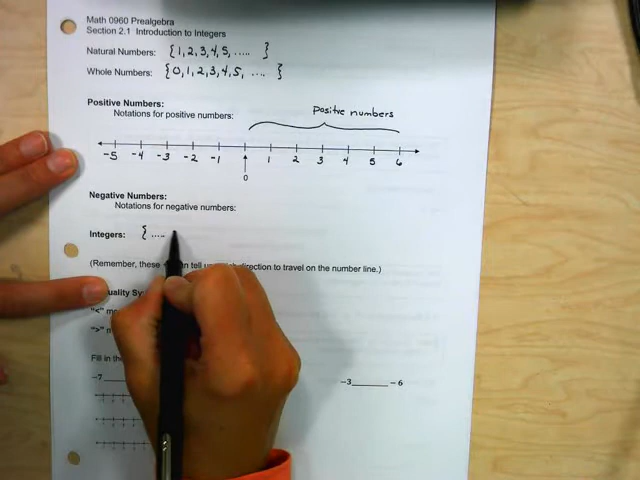 Math 0960 Prealgebra
Section 2.1 Introduction to Integers
Natural Numbers: {1, 2, 3, 4, 5, ..... }
Whole Numbers: {0, 1, 2, 3, 4, 5, .... }
Positive Numbers:
Notations for positive numbers:
Positive numbers
-5 -4 -3 -2 -1 1 2 3 4 5 6
0
Negative Numbers:
Notations for negative numbers:
Integers: { .....
(Remember, these tell direction to travel on the number line.)
"<"
">"
Fill in
-7
-3 ______ -6